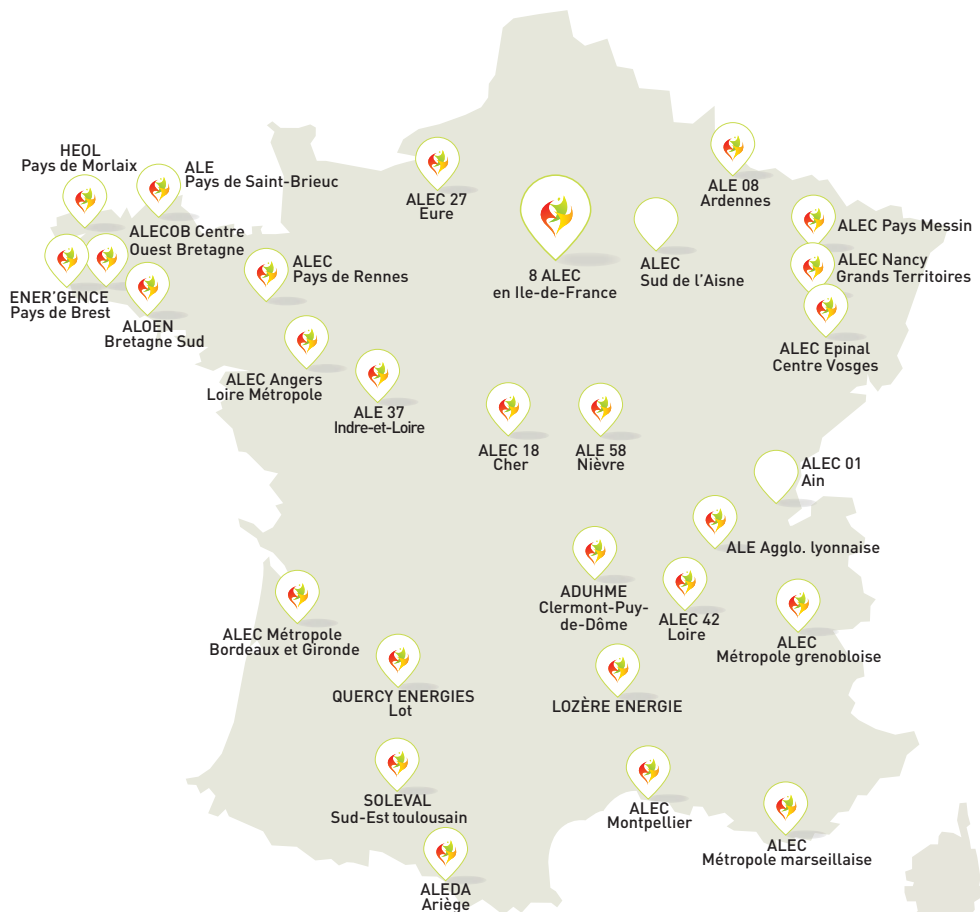 HEOL
Pays de Morlaix
ALE
Pays de Saint-Brieuc
ALEC 27
Eure
ALE 08
Ardennes
ALECOB Centre
Ouest Bretagne
ALEC Pays Messin
ALEC
Pays de Rennes
8 ALEC
en Ile-de-France
ALEC
Sud de l'Aisne
ALEC Nancy
Grands Territoires
ENER'GENCE
Pays de Brest
ALOEN
Bretagne Sud
ALEC Epinal
Centre Vosges
ALEC Angers
Loire Métropole
ALE 37
Indre-et-Loire
ALEC 18
Cher
ALE 58
Nièvre
ALEC 01
Ain
ALE Agglo. lyonnaise
ADUHME
Clermont-Puy-
de-Dôme
ALEC 42
Loire
ALEC
Métropole grenobloise
ALEC Métropole
Bordeaux et Gironde
QUERCY ENERGIES
Lot
LOZÈRE ENERGIE
SOLEVAL
Sud-Est toulousain
ALEC
Montpellier
ALEC
Métropole marseillaise
ALEDA
Ariège